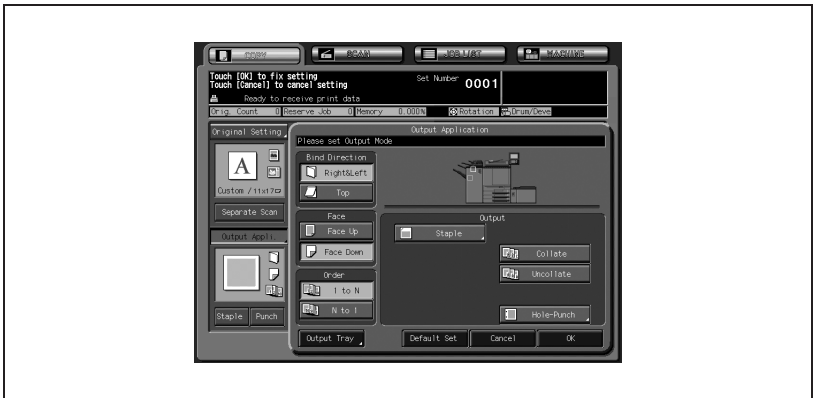 COPY
SCAN
JOB LIST
MACHINE
Touch [OK] to fix setting
Touch [Cancel] to cancel setting
Ready to receive print data
Set Number 0001
Orig. Count 0 Reserve Job 0 Memory 0.000% Rotation Drum/Deve
Original Setting
Output Application
Please set Output Mode
A
Custom /11x17
Separate Scan
Output Appli.
Staple Punch
Bind Direction
Right&Left
Top
Face
Face Up
Face Down
Order
1 to N
N to 1
Output
Staple
Collate
Uncollate
Hole-Punch
Output Tray
Default Set
Cancel
OK